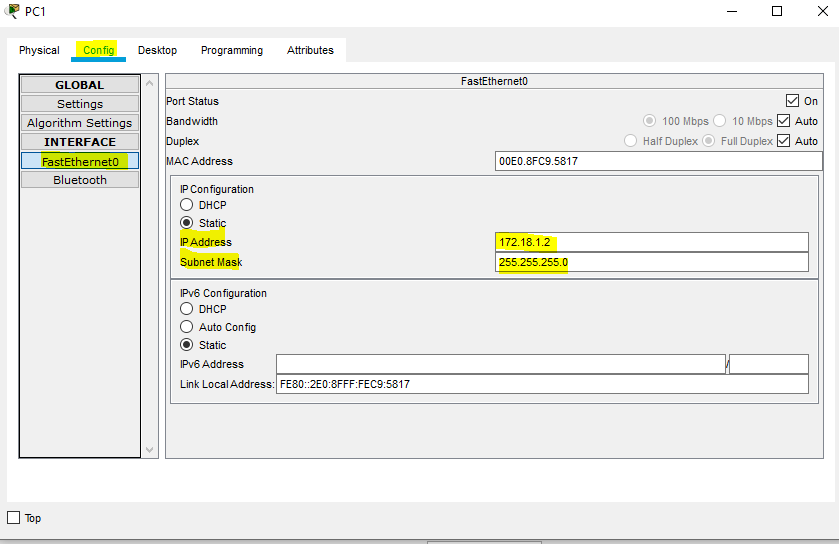 PC1
Physical Config Desktop Programming Attributes
GLOBAL
Settings
Algorithm Settings
INTERFACE
FastEthernet0
Bluetooth
FastEthernet0
Port Status On
Bandwidth 100 Mbps 10 Mbps Auto
Duplex Half Duplex Full Duplex Auto
MAC Address 00E0.8FC9.5817
IP Configuration
DHCP
Static
IP Address 172.18.1.2
Subnet Mask 255.255.255.0
IPv6 Configuration
DHCP
Auto Config
Static
IPv6 Address /
Link Local Address: FE80::2E0:8FFF:FEC9:5817
Top